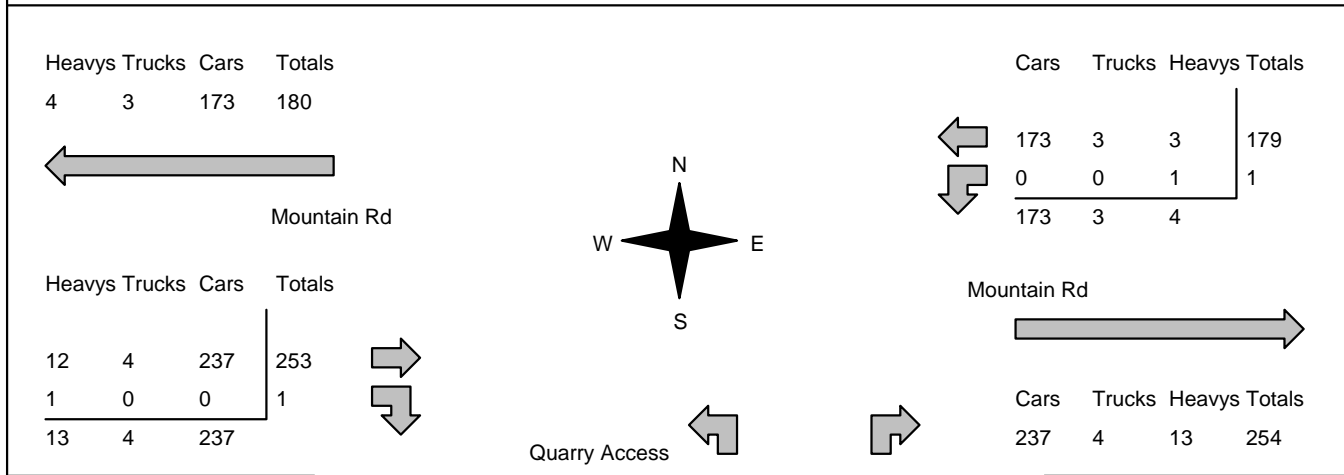 Heavys Trucks Cars Totals
4 3 173 180
Mountain Rd
Heavys Trucks Cars Totals
12 4 237 253
1 0 0 1
13 4 237
N
W E
S
Quarry Access
Cars Trucks Heavys Totals
173 3 3 179
0 0 1 1
173 3 4
Mountain Rd
Cars Trucks Heavys Totals
237 4 13 254